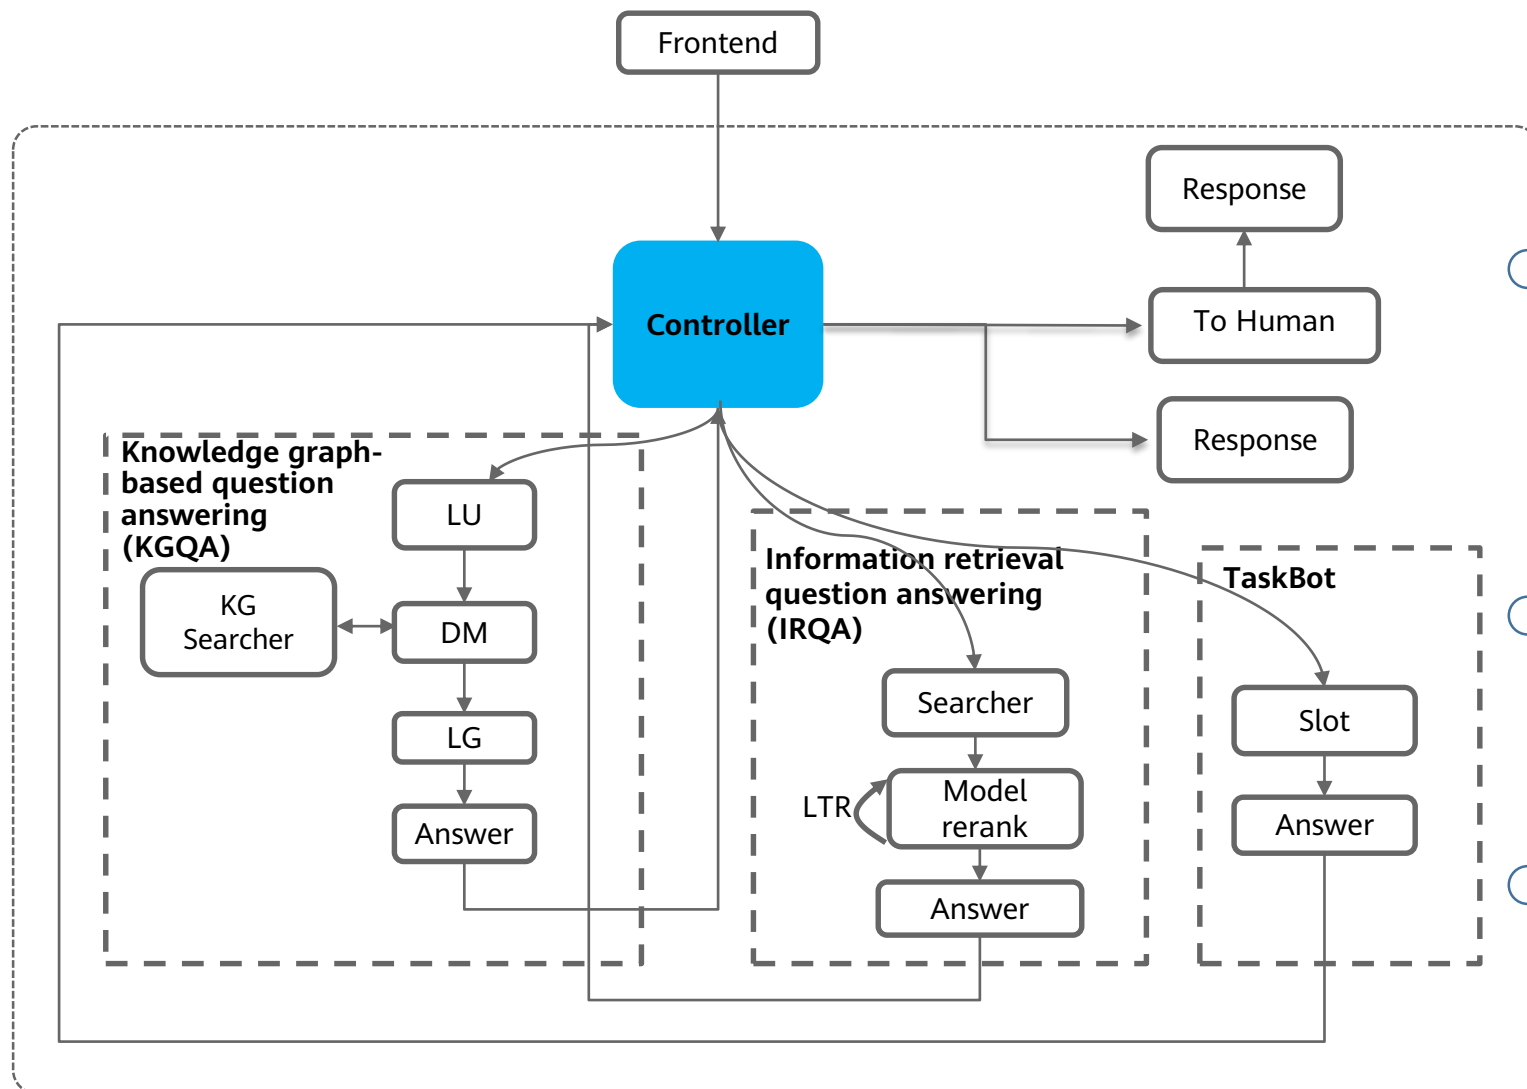 Frontend
Response
Controller
To Human
Response
Knowledge graph-
based question
answering
(KGQA)
LU
KG
Searcher
DM
LG
Answer
Information retrieval
question answering
(IRQA)
Searcher
LTR
Model
rerank
Answer
TaskBot
Slot
Answer